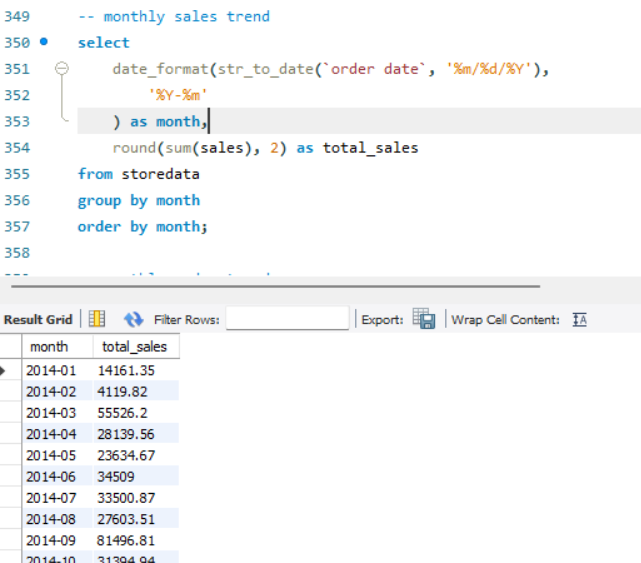 349 -- monthly sales trend
350 select
351 date_format(str_to_date(`order date`, '%m/%d/%Y'),
352 '%Y-%m'
353 ) as month,
354 round(sum(sales), 2) as total_sales
355 from storedata
356 group by month
357 order by month;
358
Result Grid Filter Rows: Export: Wrap Cell Content: IA
month total_sales
2014-01 14161.35
2014-02 4119.82
2014-03 55526.2
2014-04 28139.56
2014-05 23634.67
2014-06 34509
2014-07 33500.87
2014-08 27603.51
2014-09 81496.81
2014-10 31394.94